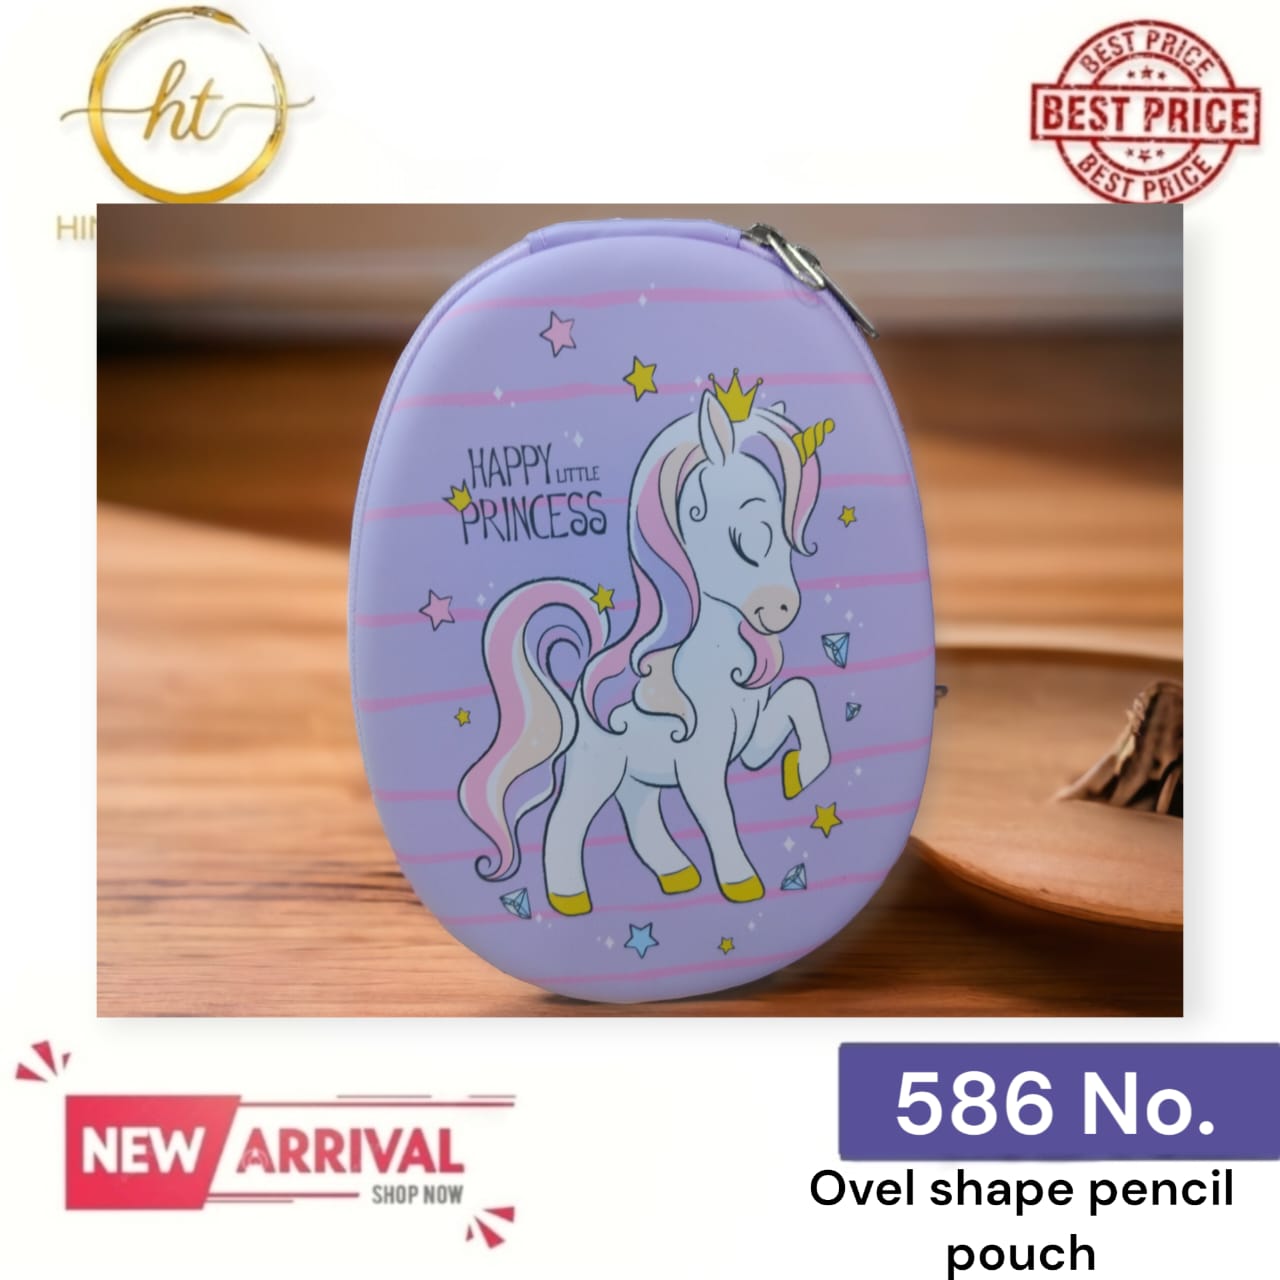 ht
BEST PRICE
BEST PRICE
BEST PRICE
HAPPY LITTLE
PRINCESS
NEW ARRIVAL
SHOP NOW
586 No.
Ovel shape pencil
pouch